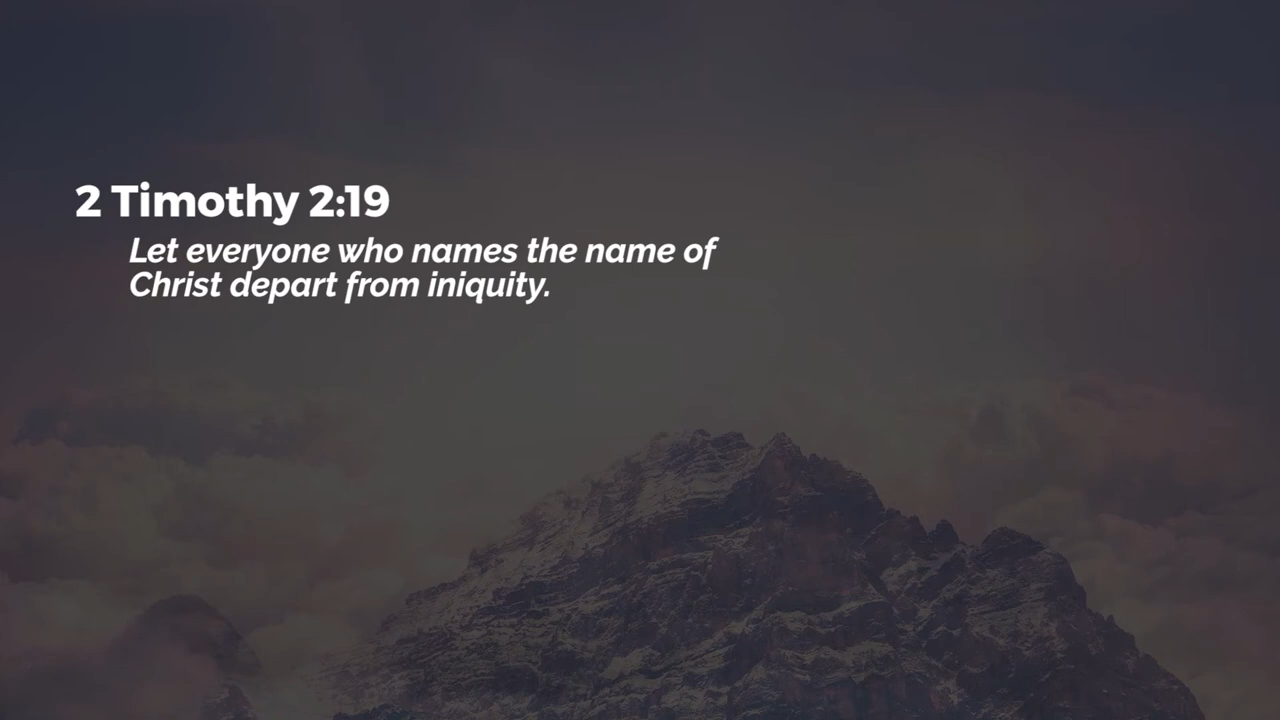 2 Timothy 2:19
Let everyone who names the name of
Christ depart from iniquity.